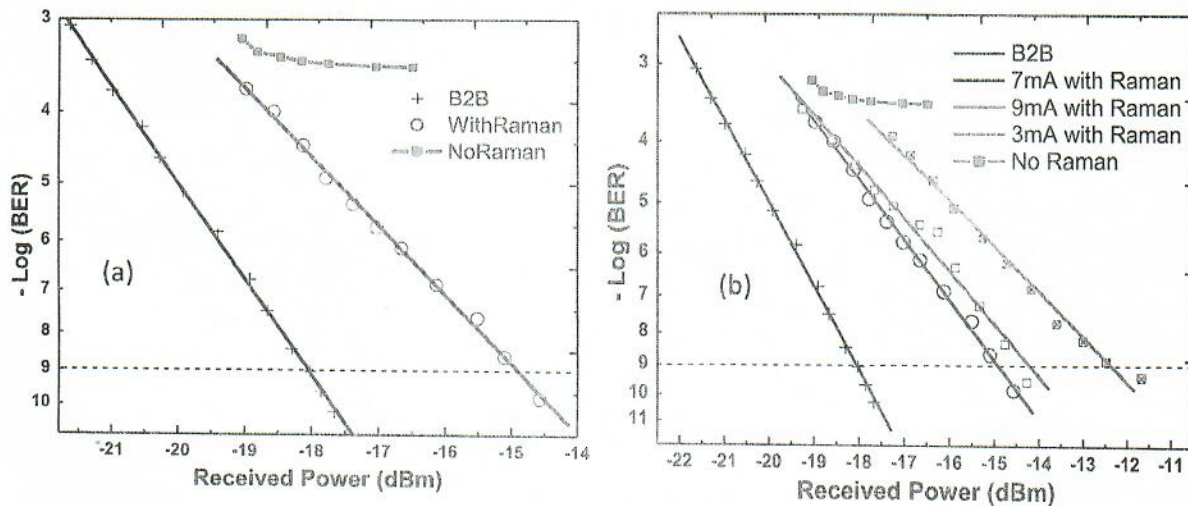 3
4
5
6
7
8
9
10
- Log (BER)
B2B
WithRaman
NoRaman
(a)
-21 -20 -19 -18 -17 -16 -15 -14
Received Power (dBm)
3
4
5
6
7
8
9
10
11
- Log (BER)
B2B
7mA with Raman
9mA with Raman
3mA with Raman
No Raman
(b)
-22 -21 -20 -19 -18 -17 -16 -15 -14 -13 -12 -11
Received Power (dBm)